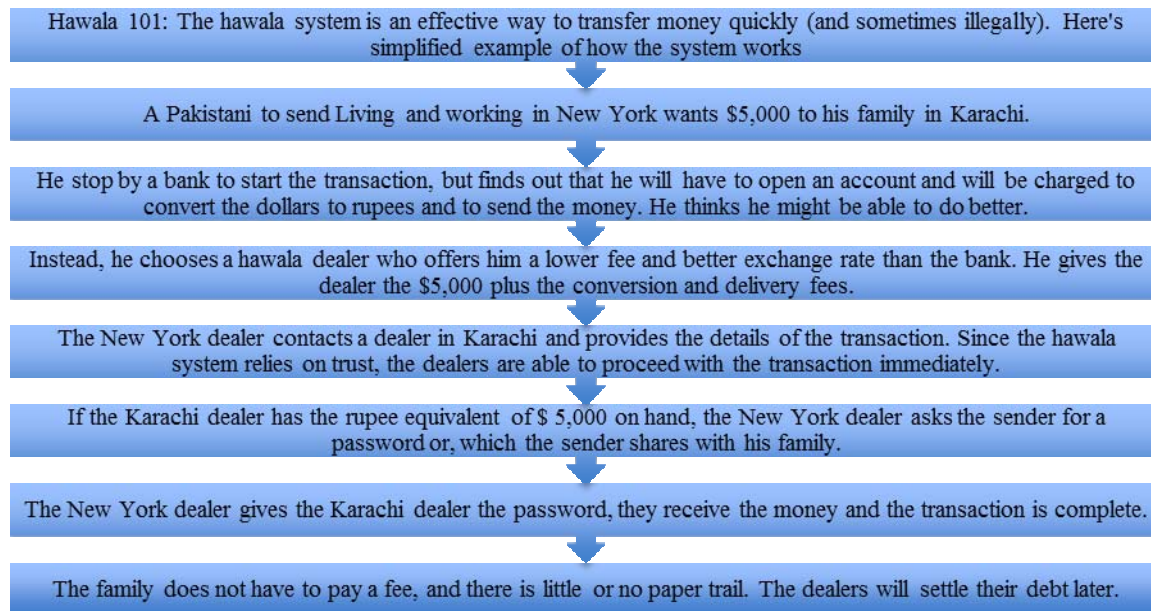 Hawala 101: The hawala system is an effective way to transfer money quickly (and sometimes illegally). Here's
simplified example of how the system works
A Pakistani to send Living and working in New York wants $5,000 to his family in Karachi.
He stop by a bank to start the transaction, but finds out that he will have to open an account and will be charged to
convert the dollars to rupees and to send the money. He thinks he might be able to do better.
Instead, he chooses a hawala dealer who offers him a lower fee and better exchange rate than the bank. He gives the
dealer the $5,000 plus the conversion and delivery fees.
The New York dealer contacts a dealer in Karachi and provides the details of the transaction. Since the hawala
system relies on trust, the dealers are able to proceed with the transaction immediately.
If the Karachi dealer has the rupee equivalent of $ 5,000 on hand, the New York dealer asks the sender for a
password or, which the sender shares with his family.
The New York dealer gives the Karachi dealer the password, they receive the money and the transaction is complete.
The family does not have to pay a fee, and there is little or no paper trail. The dealers will settle their debt later.